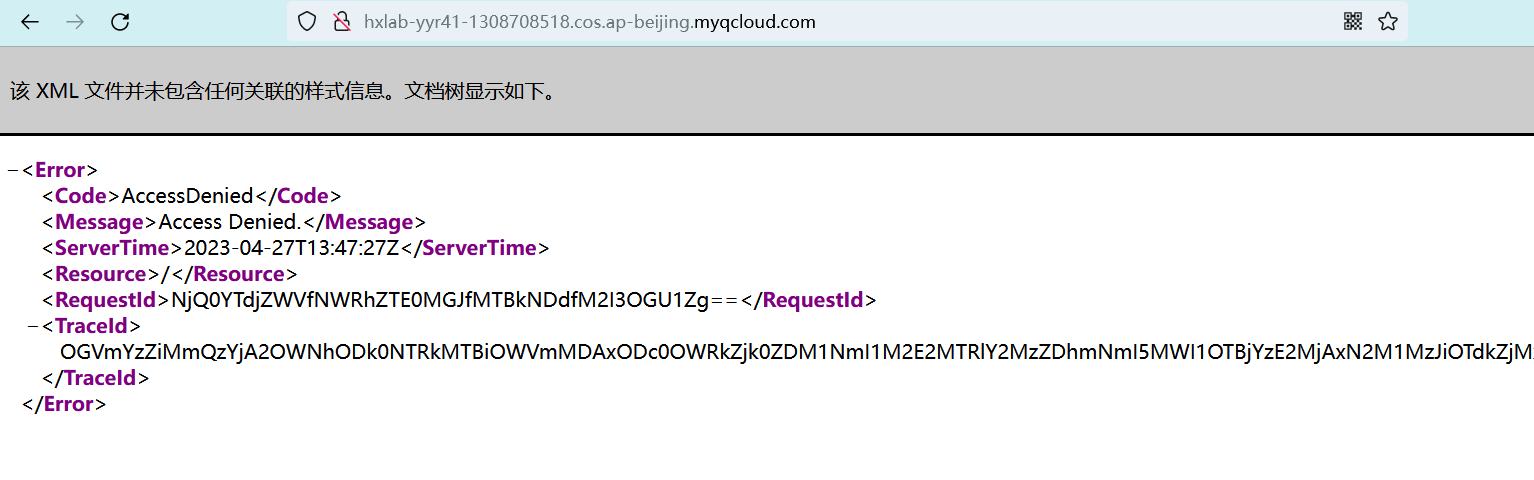 hxlab-yyr41-1308708518.cos.ap-beijing.myqcloud.com
该 XML 文件并未包含任何关联的样式信息。文档树显示如下。
−<Error>
<Code>AccessDenied</Code>
<Message>Access Denied.</Message>
<ServerTime>2023-04-27T13:47:27Z</ServerTime>
<Resource>/</Resource>
<RequestId>NjQ0YTdjZWVfNWRhZTE0MGJfMTBkNDdfM2I3OGU1Zg==</RequestId>
−<TraceId>
OGVmYzZiMmQzYjA2OWNhODk0NTRkMTBiOWVmMDAxODc0OWRkZjk0ZDM1NmI1M2E2MTRlY2MzZDhmNmI5MWI1OTBjYzE2MjAxN2M1MzJiOTdkZjM
</TraceId>
</Error>